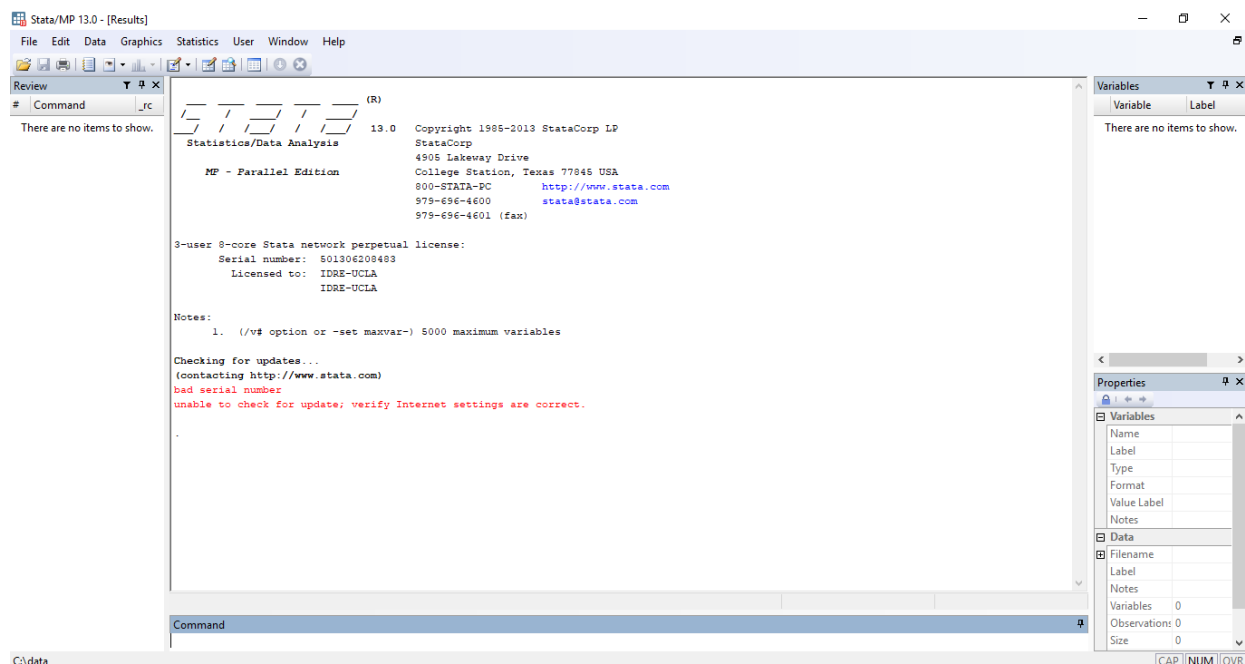 Stata/MP 13.0 - [Results]
File Edit Data Graphics Statistics User Window Help
Review
# Command _rc
There are no items to show.
(R)
13.0 Copyright 1985-2013 StataCorp LP
Statistics/Data Analysis StataCorp
4905 Lakeway Drive
MP - Parallel Edition College Station, Texas 77845 USA
800-STATA-PC http://www.stata.com
979-696-4600 stata@stata.com
979-696-4601 (fax)
3-user 8-core Stata network perpetual license:
Serial number: 501306208483
Licensed to: IDRE-UCLA
IDRE-UCLA
Notes:
1. (/v# option or -set maxvar-) 5000 maximum variables
Checking for updates...
(contacting http://www.stata.com)
bad serial number
unable to check for update; verify Internet settings are correct.
.
Command
Variables
Variable Label
There are no items to show.
Properties
Variables
Name
Label
Type
Format
Value Label
Notes
Data
Filename
Label
Notes
Variables 0
Observations 0
Size 0
C:\data
CAP NUM OVR